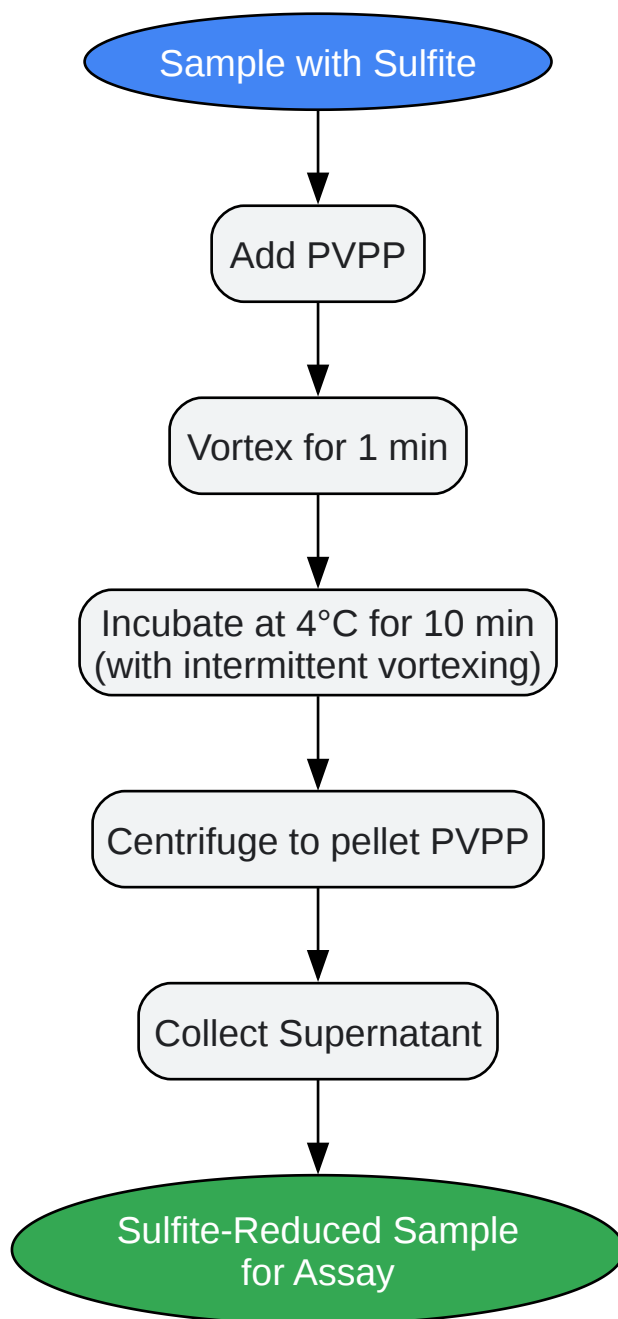 Sample with Sulfite
Add PVPP
Vortex for 1 min
Incubate at 4°C for 10 min
(with intermittent vortexing)
Centrifuge to pellet PVPP
Collect Supernatant
Sulfite-Reduced Sample
for Assay